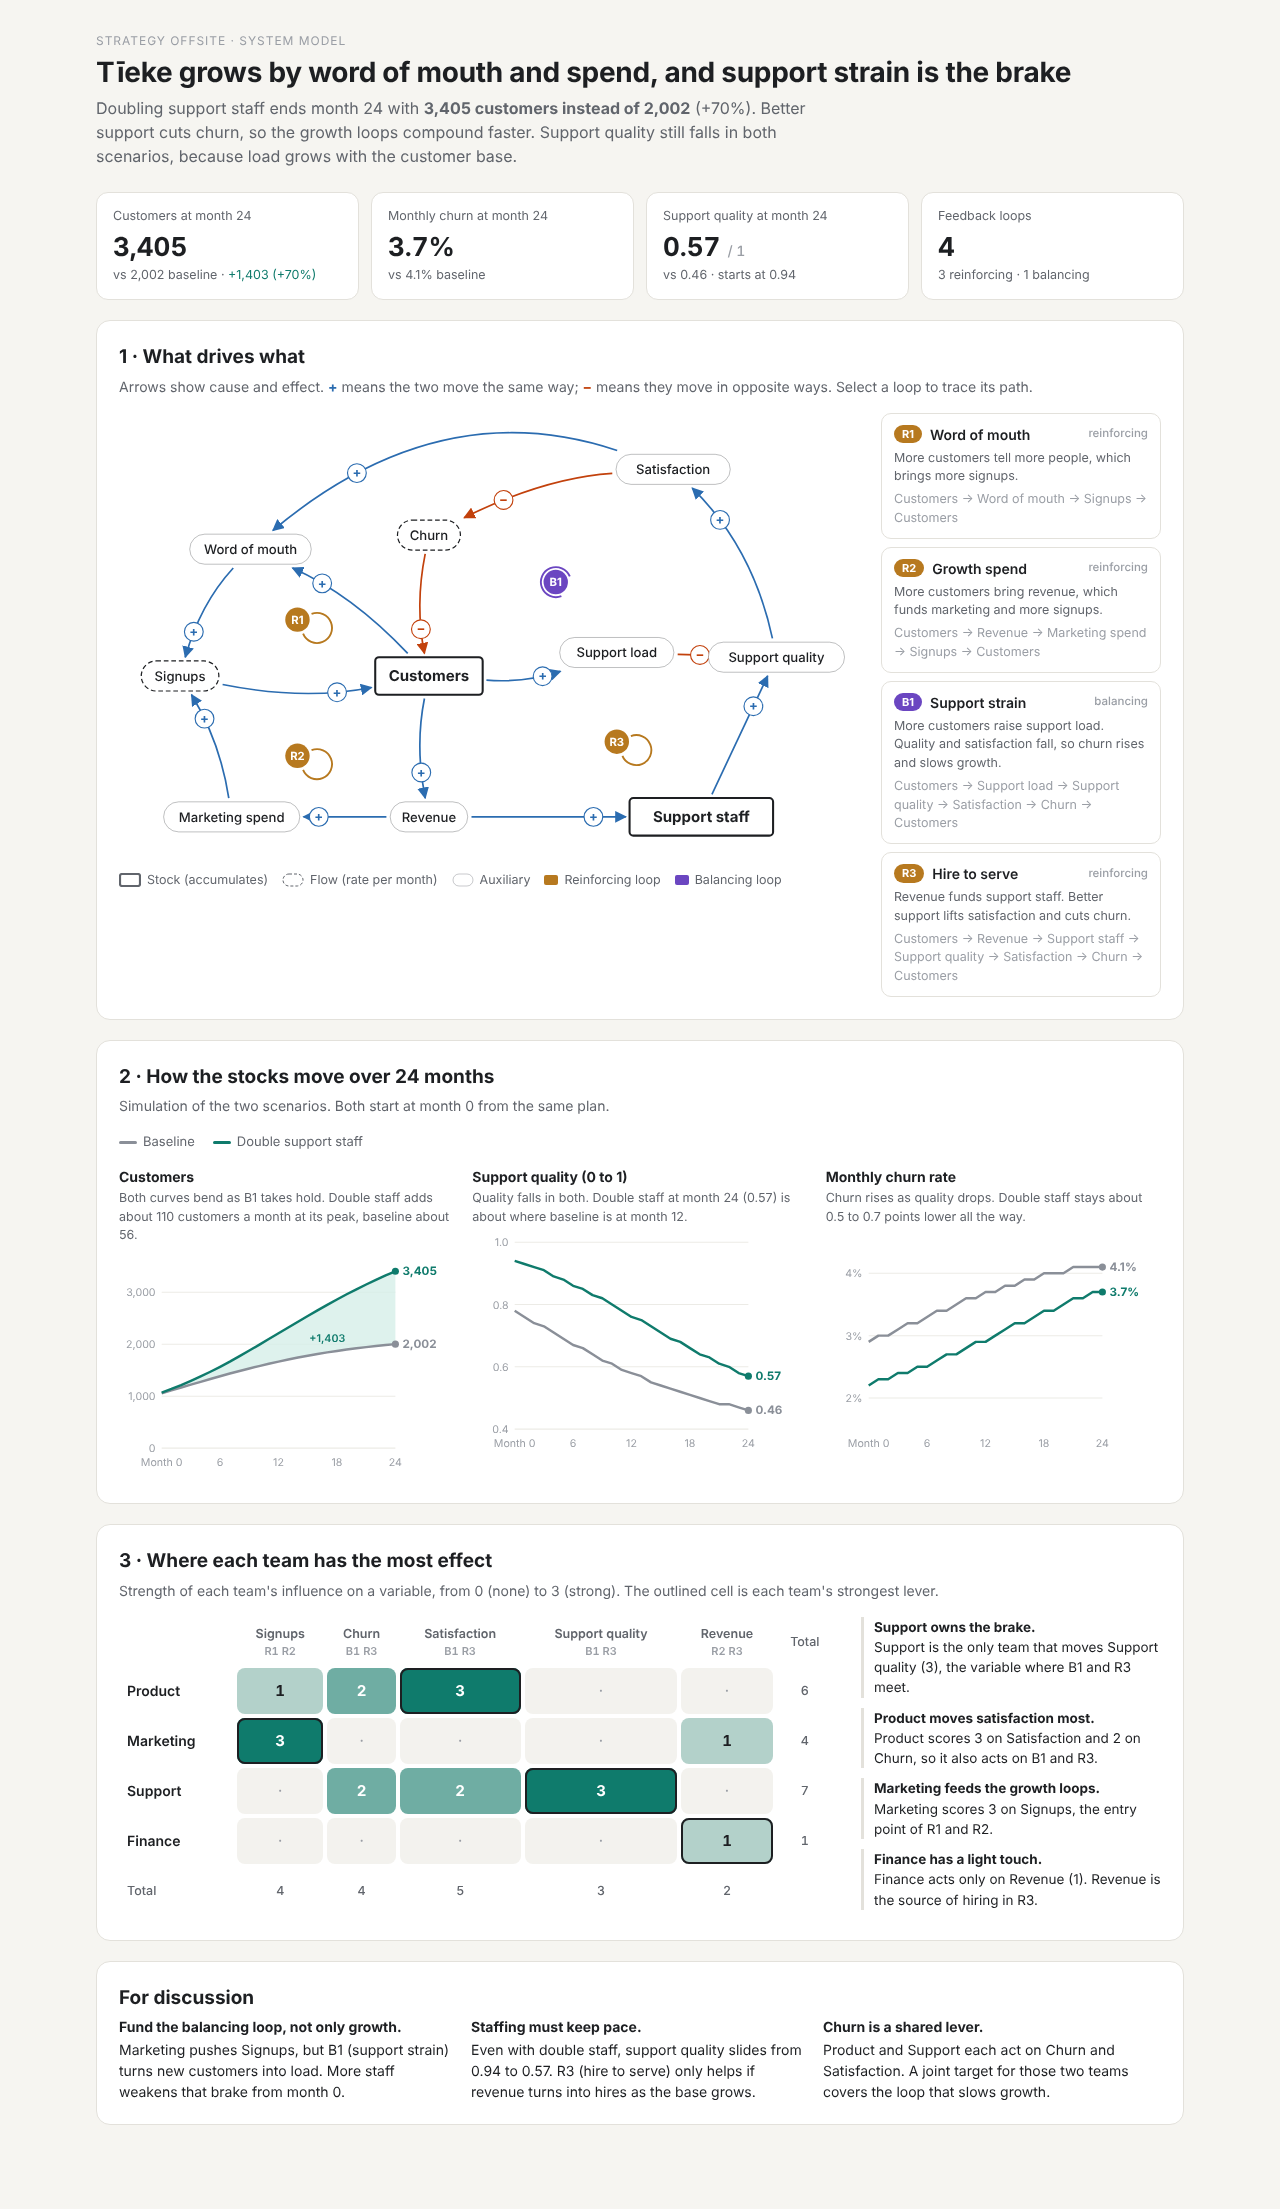 STRATEGY OFFSITE · SYSTEM MODEL
Tīeke grows by word of mouth and spend, and support strain is the brake
Doubling support staff ends month 24 with 3,405 customers instead of 2,002 (+70%). Better
support cuts churn, so the growth loops compound faster. Support quality still falls in both
scenarios, because load grows with the customer base.
Customers at month 24
3,405
vs 2,002 baseline · +1,403 (+70%)
Monthly churn at month 24
3.7%
vs 4.1% baseline
Support quality at month 24
0.57 / 1
vs 0.46 · starts at 0.94
Feedback loops
4
3 reinforcing · 1 balancing
1 · What drives what
Arrows show cause and effect. + means the two move the same way; − means they move in opposite ways. Select a loop to trace its path.
Satisfaction
+
−
+
Churn
Word of mouth
B1
+
R1
+
−
Support load
−
Support quality
Signups
Customers
+
+
+
+
R3
R2
+
Marketing spend
+
Revenue
+
Support staff
Stock (accumulates)
Flow (rate per month)
Auxiliary
Reinforcing loop
Balancing loop
R1 Word of mouth reinforcing
More customers tell more people, which
brings more signups.
Customers → Word of mouth → Signups →
Customers
R2 Growth spend reinforcing
More customers bring revenue, which
funds marketing and more signups.
Customers → Revenue → Marketing spend
→ Signups → Customers
B1 Support strain balancing
More customers raise support load.
Quality and satisfaction fall, so churn rises
and slows growth.
Customers → Support load → Support
quality → Satisfaction → Churn →
Customers
R3 Hire to serve reinforcing
Revenue funds support staff. Better
support lifts satisfaction and cuts churn.
Customers → Revenue → Support staff →
Support quality → Satisfaction → Churn →
Customers
2 · How the stocks move over 24 months
Simulation of the two scenarios. Both start at month 0 from the same plan.
Baseline
Double support staff
Customers
Both curves bend as B1 takes hold. Double staff adds
about 110 customers a month at its peak, baseline about
56.
3,405
3,000
+1,403
2,000
2,002
1,000
0
Month 0 6 12 18 24
Support quality (0 to 1)
Quality falls in both. Double staff at month 24 (0.57) is
about where baseline is at month 12.
1.0
0.8
0.6
0.57
0.46
0.4
Month 0 6 12 18 24
Monthly churn rate
Churn rises as quality drops. Double staff stays about
0.5 to 0.7 points lower all the way.
4.1%
4%
3.7%
3%
2%
Month 0 6 12 18 24
3 · Where each team has the most effect
Strength of each team's influence on a variable, from 0 (none) to 3 (strong). The outlined cell is each team's strongest lever.
Signups Churn Satisfaction Support quality Revenue Total
R1 R2 B1 R3 B1 R3 B1 R3 R2 R3
Product 1 2 3 · · 6
Marketing 3 · · · 1 4
Support · 2 2 3 · 7
Finance · · · · 1 1
Total 4 4 5 3 2
Support owns the brake.
Support is the only team that moves Support
quality (3), the variable where B1 and R3
meet.
Product moves satisfaction most.
Product scores 3 on Satisfaction and 2 on
Churn, so it also acts on B1 and R3.
Marketing feeds the growth loops.
Marketing scores 3 on Signups, the entry
point of R1 and R2.
Finance has a light touch.
Finance acts only on Revenue (1). Revenue is
the source of hiring in R3.
For discussion
Fund the balancing loop, not only growth.
Marketing pushes Signups, but B1 (support strain)
turns new customers into load. More staff
weakens that brake from month 0.
Staffing must keep pace.
Even with double staff, support quality slides from
0.94 to 0.57. R3 (hire to serve) only helps if
revenue turns into hires as the base grows.
Churn is a shared lever.
Product and Support each act on Churn and
Satisfaction. A joint target for those two teams
covers the loop that slows growth.